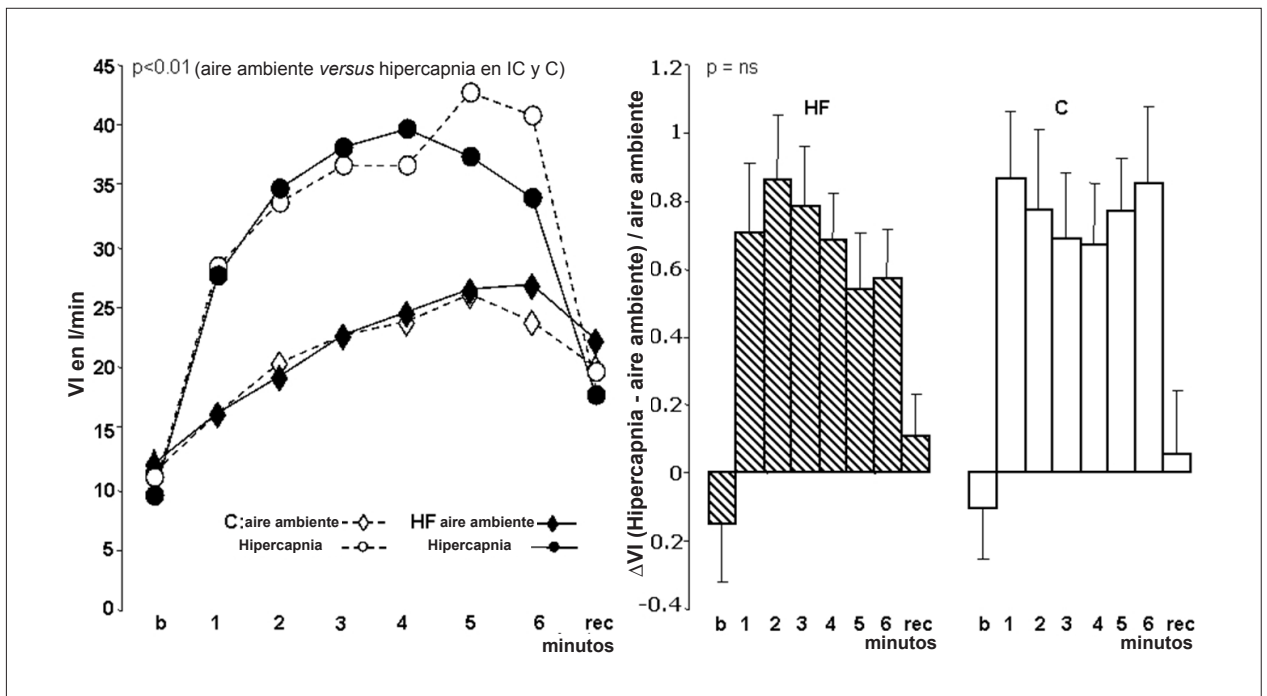 p<0.01 (aire ambiente versus hipercapnia en IC y C)
VI en l/min
45
40
35
30
25
20
15
10
5
0
C: aire ambiente
Hipercapnia
HF aire ambiente
Hipercapnia
b 1 2 3 4 5 6 rec
minutos
p = ns
HF
C
ΔVI (Hipercapnia - aire ambiente) / aire ambiente
1.2
1
0.8
0.6
0.4
0.2
0
0.2
-0.4
b 1 2 3 4 5 6 rec
minutos
b 1 2 3 4 5 6 rec
minutos